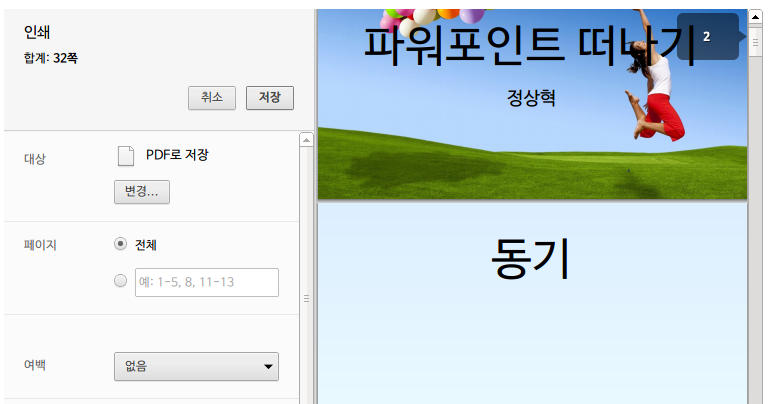 인쇄
합계: 32쪽
취소
저장
대상
PDF로 저장
변경...
페이지
전체
예: 1-5, 8, 11-13
여백
없음
파워포인트 떠나기
2
정상혁
동기